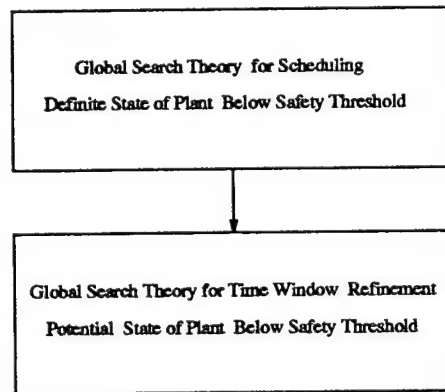 Global Search Theory for Scheduling
Definite State of Plant Below Safety Threshold
Global Search Theory for Time Window Refinement
Potential State of Plant Below Safety Threshold